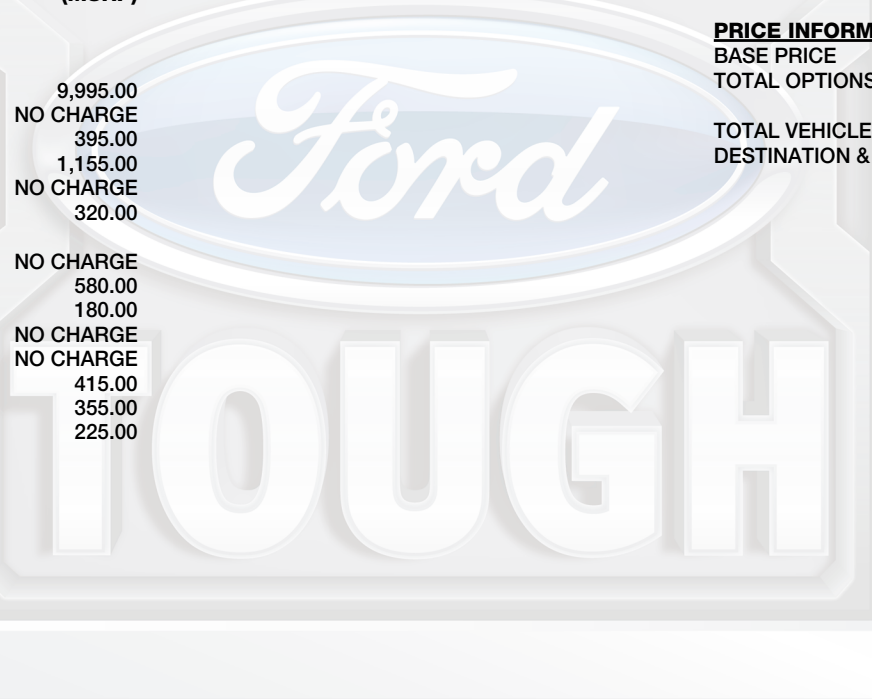 (MSRP)
9,995.00
NO CHARGE
395.00
1,155.00
NO CHARGE
320.00
NO CHARGE
580.00
180.00
NO CHARGE
NO CHARGE
415.00
355.00
225.00
PRICE INFORM
BASE PRICE
TOTAL OPTIONS
TOTAL VEHICLE
DESTINATION &
Ford
TOUGH